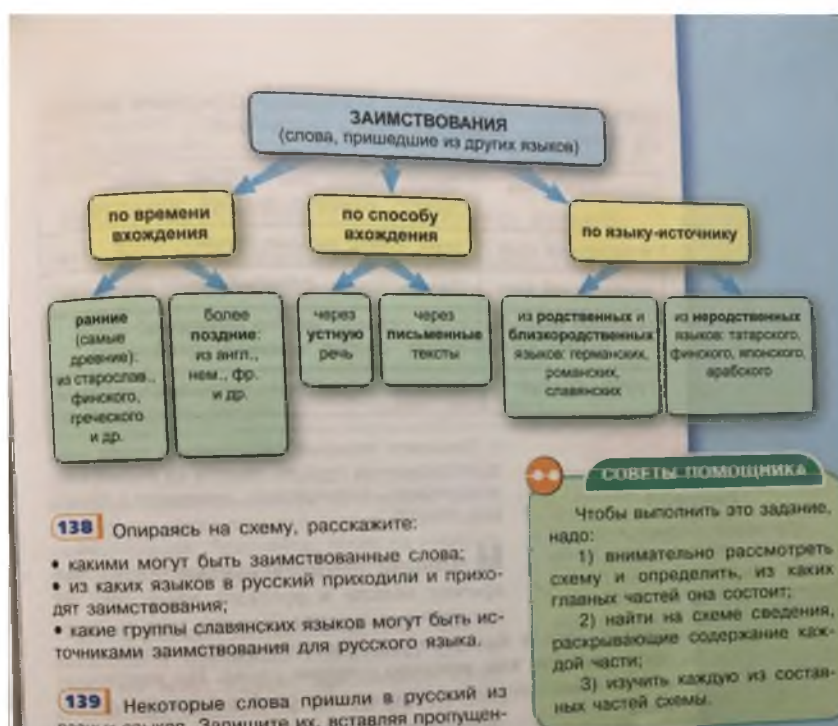 ЗАИМСТВОВАНИЯ
(слова, пришедшие из других языков)
по времени
вхождения
по способу
вхождения
по языку-источнику
ранние
(самые
древние):
из старослав.,
финского,
греческого
и др.
более
поздние:
из англ.,
нем., фр.
и др.
через
устную
речь
через
письменные
тексты
из родственных и
близкородственных
языков: германских,
романских,
славянских
из неродственных
языков: татарского,
финского, японского,
арабского
138 Опираясь на схему, расскажите:
• какими могут быть заимствованные слова;
• из каких языков в русский приходили и прихо-
дят заимствования;
• какие группы славянских языков могут быть ис-
точниками заимствования для русского языка.
СОВЕТЫ ПОМОЩНИКА
Чтобы выполнить это задание,
надо:
1) внимательно рассмотреть
схему и определить, из каких
главных частей она состоит;
2) найти на схеме сведения,
раскрывающие содержание каж-
дой части;
3) изучить каждую из состав-
ных частей схемы.
139 Некоторые слова пришли в русский из
языков. Запишите их, вставляя пропущен-